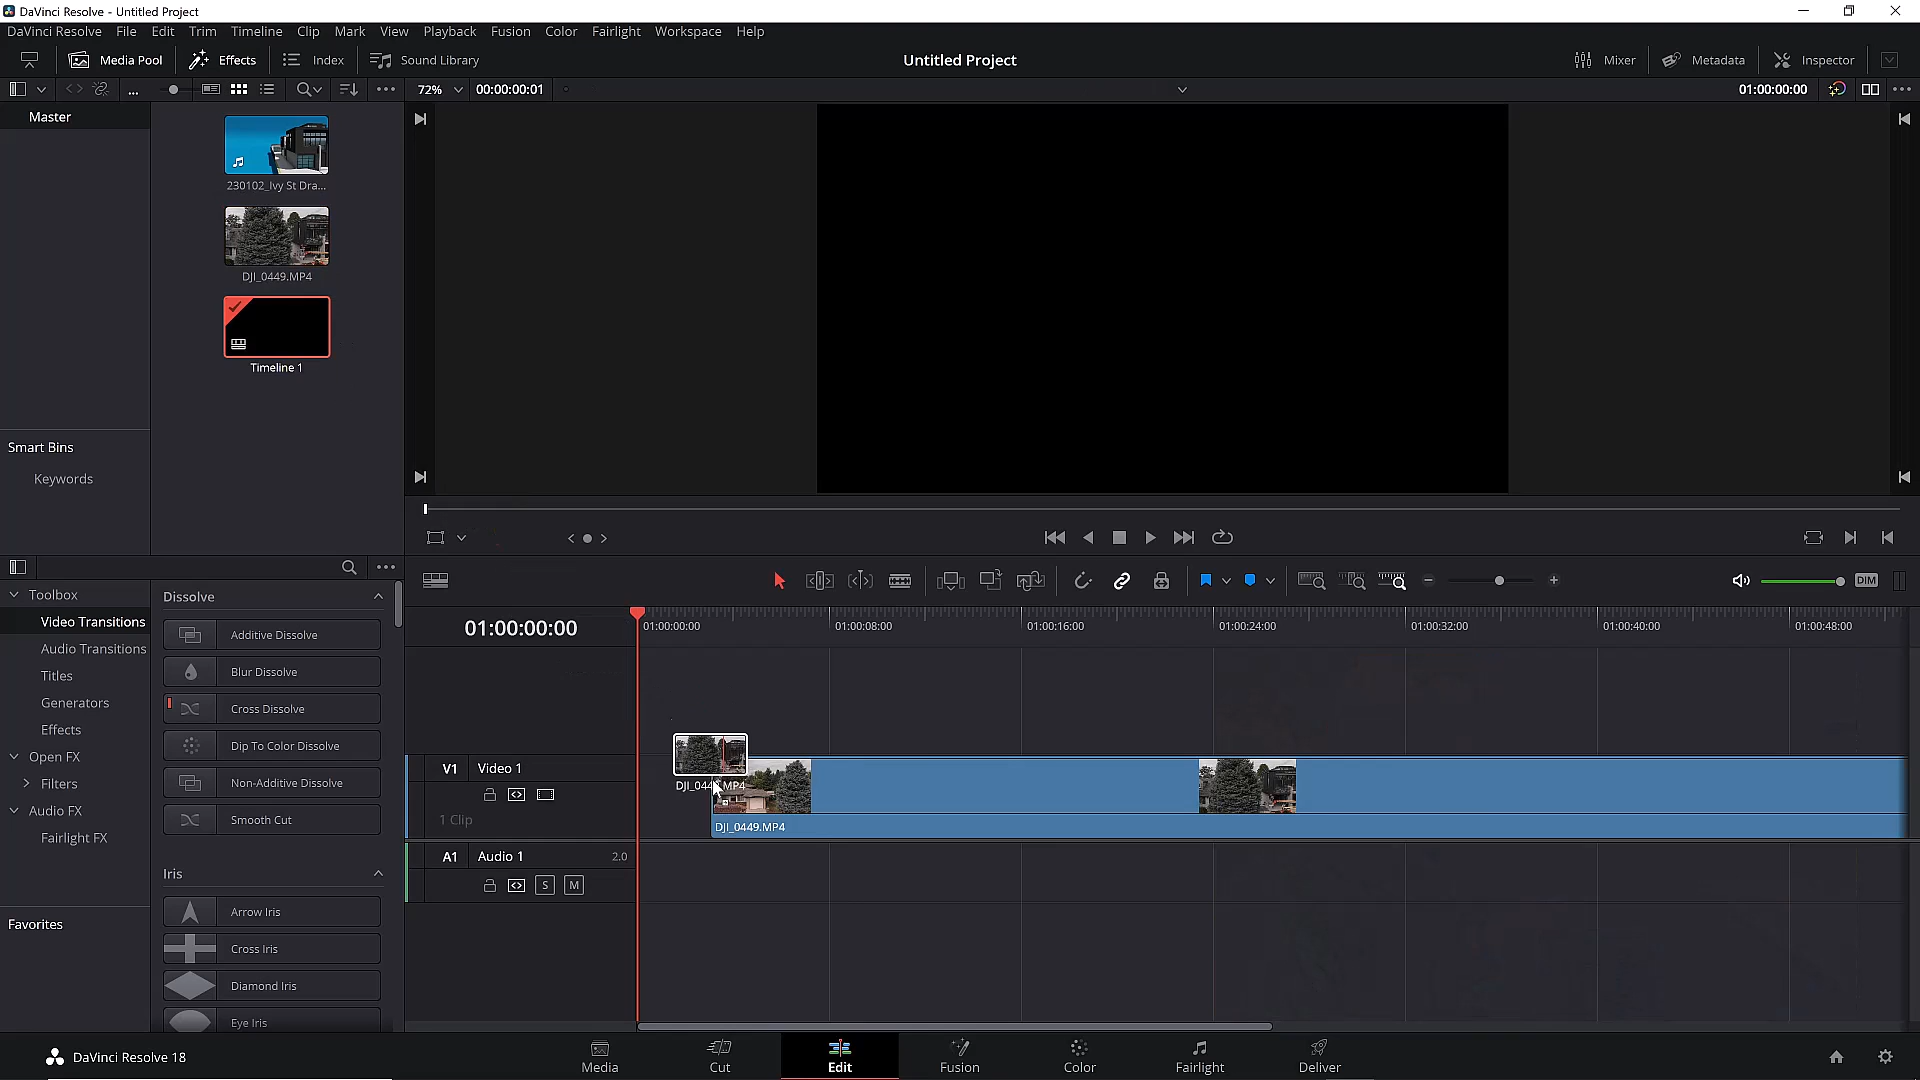 DaVinci Resolve - Untitled Project
DaVinci Resolve File Edit Trim Timeline Clip Mark View Playback Fusion Color Fairlight Workspace Help
Media Pool Effects Index Sound Library Untitled Project Mixer Metadata Inspector
... 72% 00:00:00:01 01:00:00:00
Master
230102_Ivy St Dra...
DJI_0449.MP4
Timeline 1
Smart Bins
Keywords
Toolbox
Video Transitions
Audio Transitions
Titles
Generators
Effects
Open FX
Filters
Audio FX
Fairlight FX
Favorites
Dissolve
Additive Dissolve
Blur Dissolve
Cross Dissolve
Dip To Color Dissolve
Non-Additive Dissolve
Smooth Cut
Iris
Arrow Iris
Cross Iris
Diamond Iris
Eye Iris
DIM
01:00:00:00
01:00:00:00 01:00:08:00 01:00:16:00 01:00:24:00 01:00:32:00 01:00:40:00 01:00:48:00
V1 Video 1
1 Clip
DJI_0449.MP4
A1 Audio 1 2.0
S M
DaVinci Resolve 18
Media Cut Edit Fusion Color Fairlight Deliver